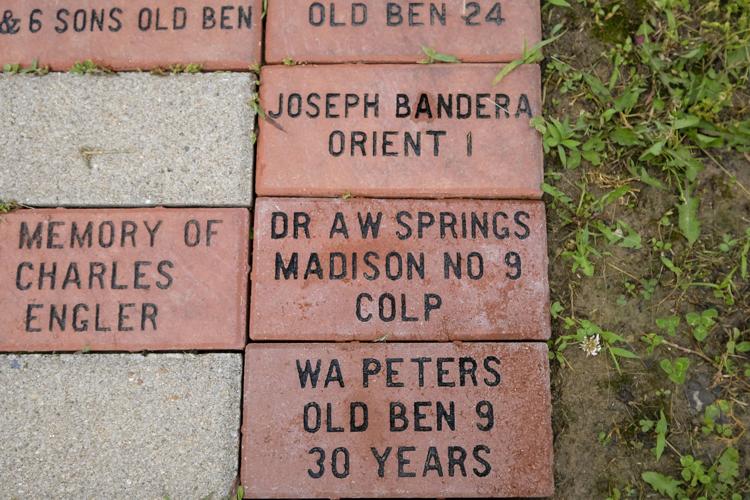 & 6 SONS OLD BEN
OLD BEN 24
JOSEPH BANDERA
ORIENT 1
MEMORY OF
CHARLES
ENGLER
DR A W SPRINGS
MADISON NO 9
COLP
WA PETERS
OLD BEN 9
30 YEARS